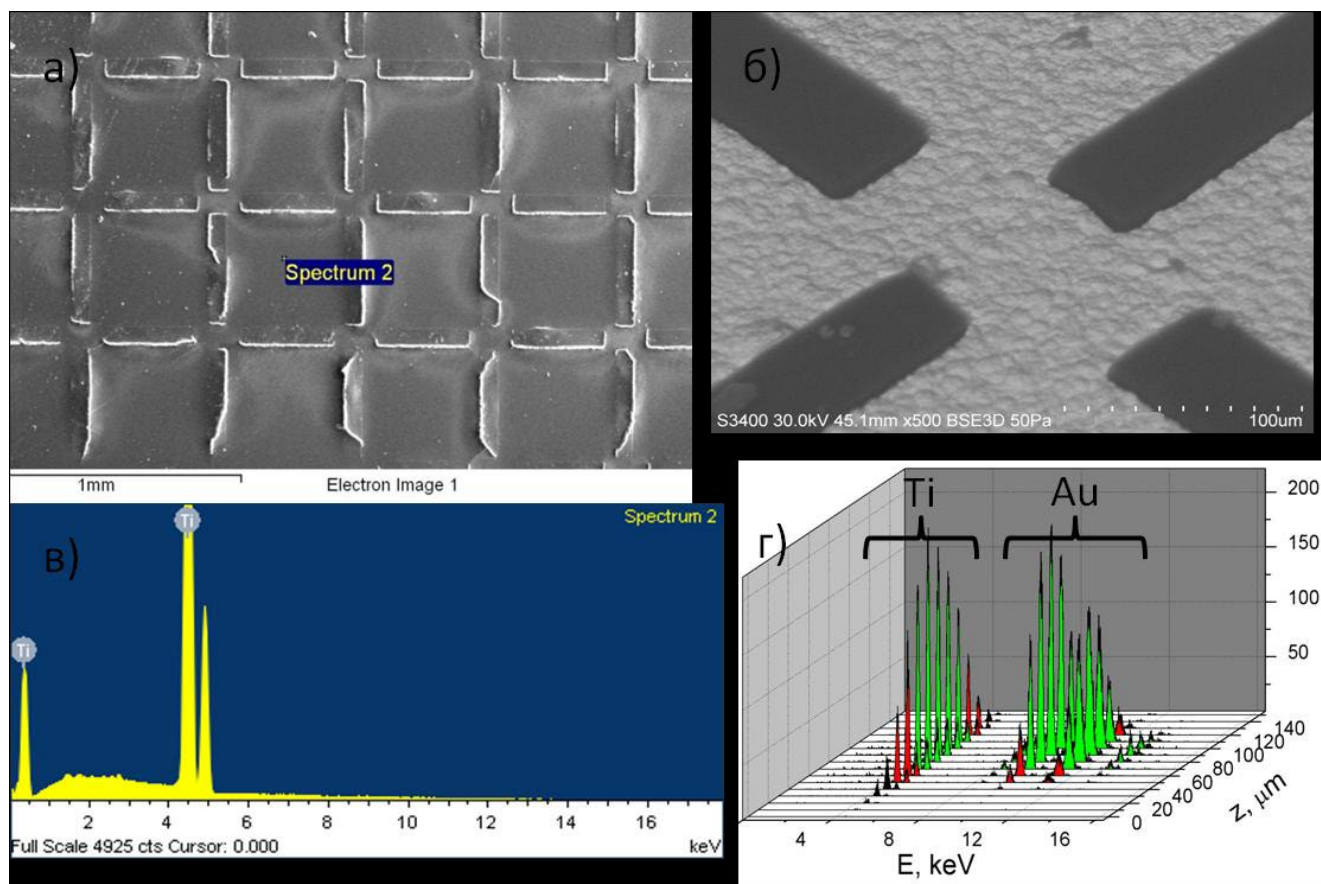 а)
Spectrum 2
1mm
Electron Image 1
б)
S3400 30.0kV 45.1mm x500 BSE3D 50Pa
100um
в)
Spectrum 2
Ti
Ti
2 4 6 8 10 12 14 16
Full Scale 4925 cts Cursor: 0.000
keV
г)
Ti
Au
200
150
100
50
4 8 12 16
E, keV
0 20 40 60 80 100 120 140
Z, μm